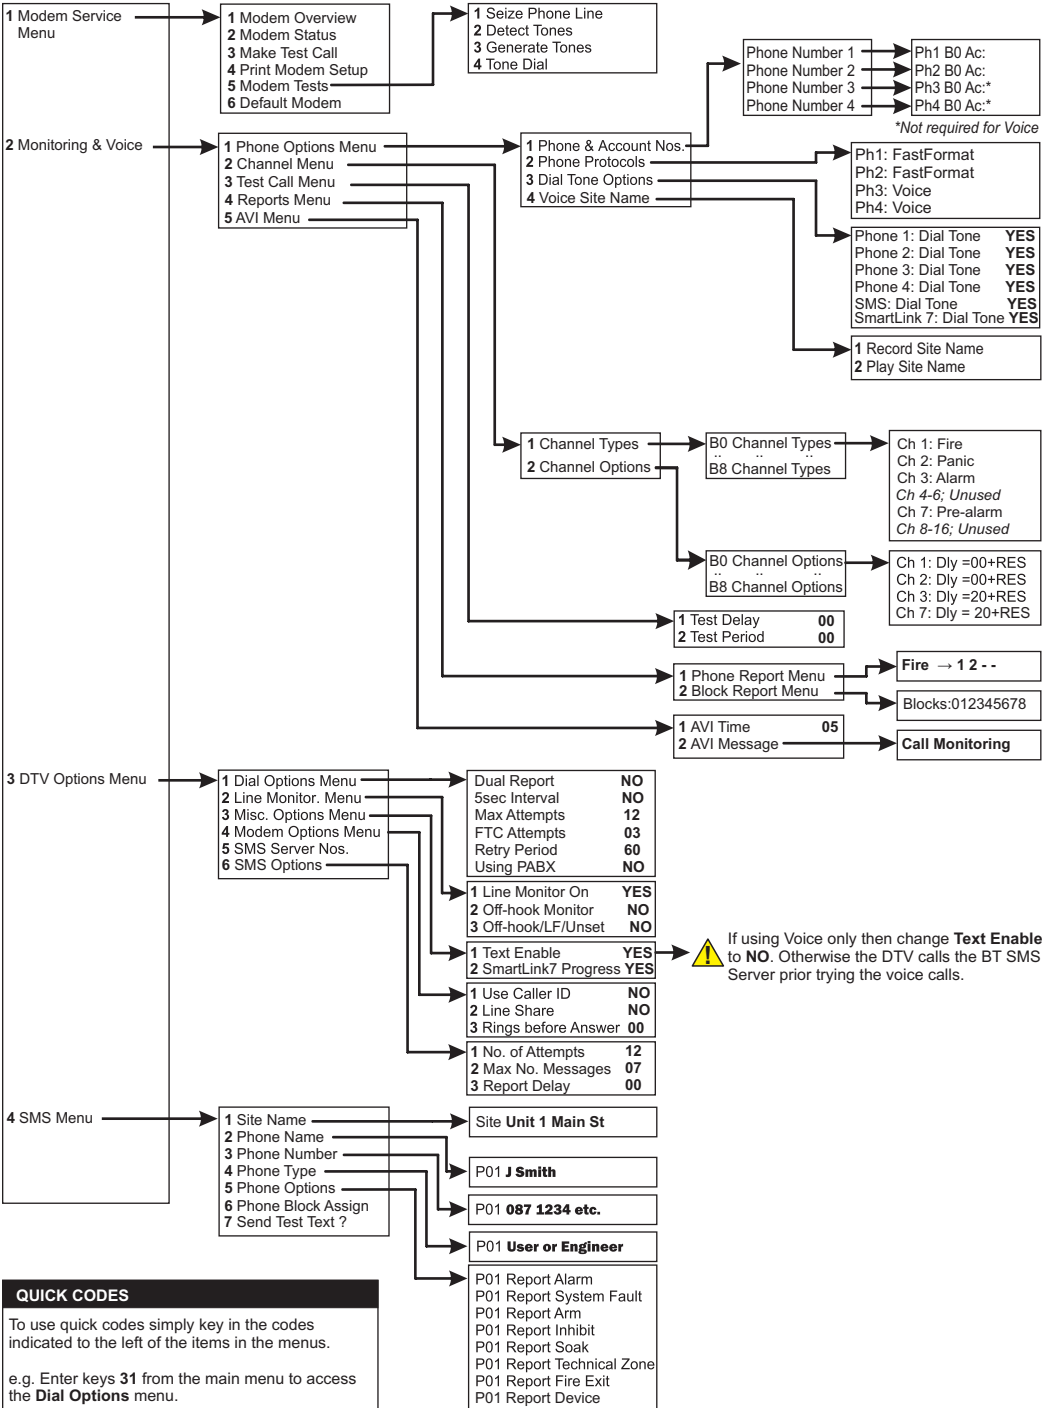 1 Modem Service
Menu
1 Modem Overview
2 Modem Status
3 Make Test Call
4 Print Modem Setup
5 Modem Tests
6 Default Modem
1 Seize Phone Line
2 Detect Tones
3 Generate Tones
4 Tone Dial
2 Monitoring & Voice
1 Phone Options Menu
2 Channel Menu
3 Test Call Menu
4 Reports Menu
5 AVI Menu
1 Phone & Account Nos.
2 Phone Protocols
3 Dial Tone Options
4 Voice Site Name
Phone Number 1
Phone Number 2
Phone Number 3
Phone Number 4
Ph1 B0 Ac:
Ph2 B0 Ac:
Ph3 B0 Ac:*
Ph4 B0 Ac:*
*Not required for Voice
Ph1: FastFormat
Ph2: FastFormat
Ph3: Voice
Ph4: Voice
Phone 1: Dial Tone YES
Phone 2: Dial Tone YES
Phone 3: Dial Tone YES
Phone 4: Dial Tone YES
SMS: Dial Tone YES
SmartLink 7: Dial Tone YES
1 Record Site Name
2 Play Site Name
1 Channel Types
2 Channel Options
B0 Channel Types
.. .. ..
B8 Channel Types
Ch 1: Fire
Ch 2: Panic
Ch 3: Alarm
Ch 4-6; Unused
Ch 7: Pre-alarm
Ch 8-16; Unused
B0 Channel Options
.. .. ..
B8 Channel Options
Ch 1: Dly =00+RES
Ch 2: Dly =00+RES
Ch 3: Dly =20+RES
Ch 7: Dly = 20+RES
1 Test Delay 00
2 Test Period 00
1 Phone Report Menu
2 Block Report Menu
Fire → 1 2 - -
Blocks:012345678
1 AVI Time 05
2 AVI Message
Call Monitoring
3 DTV Options Menu
1 Dial Options Menu
2 Line Monitor. Menu
3 Misc. Options Menu
4 Modem Options Menu
5 SMS Server Nos.
6 SMS Options
Dual Report NO
5sec Interval NO
Max Attempts 12
FTC Attempts 03
Retry Period 60
Using PABX NO
1 Line Monitor On YES
2 Off-hook Monitor NO
3 Off-hook/LF/Unset NO
1 Text Enable YES
2 SmartLink7 Progress YES
If using Voice only then change Text Enable
to NO. Otherwise the DTV calls the BT SMS
Server prior trying the voice calls.
1 Use Caller ID NO
2 Line Share NO
3 Rings before Answer 00
1 No. of Attempts 12
2 Max No. Messages 07
3 Report Delay 00
4 SMS Menu
1 Site Name
2 Phone Name
3 Phone Number
4 Phone Type
5 Phone Options
6 Phone Block Assign
7 Send Test Text ?
Site Unit 1 Main St
P01 J Smith
P01 087 1234 etc.
P01 User or Engineer
P01 Report Alarm
P01 Report System Fault
P01 Report Arm
P01 Report Inhibit
P01 Report Soak
P01 Report Technical Zone
P01 Report Fire Exit
P01 Report Device
QUICK CODES
To use quick codes simply key in the codes
indicated to the left of the items in the menus.
e.g. Enter keys 31 from the main menu to access
the Dial Options menu.